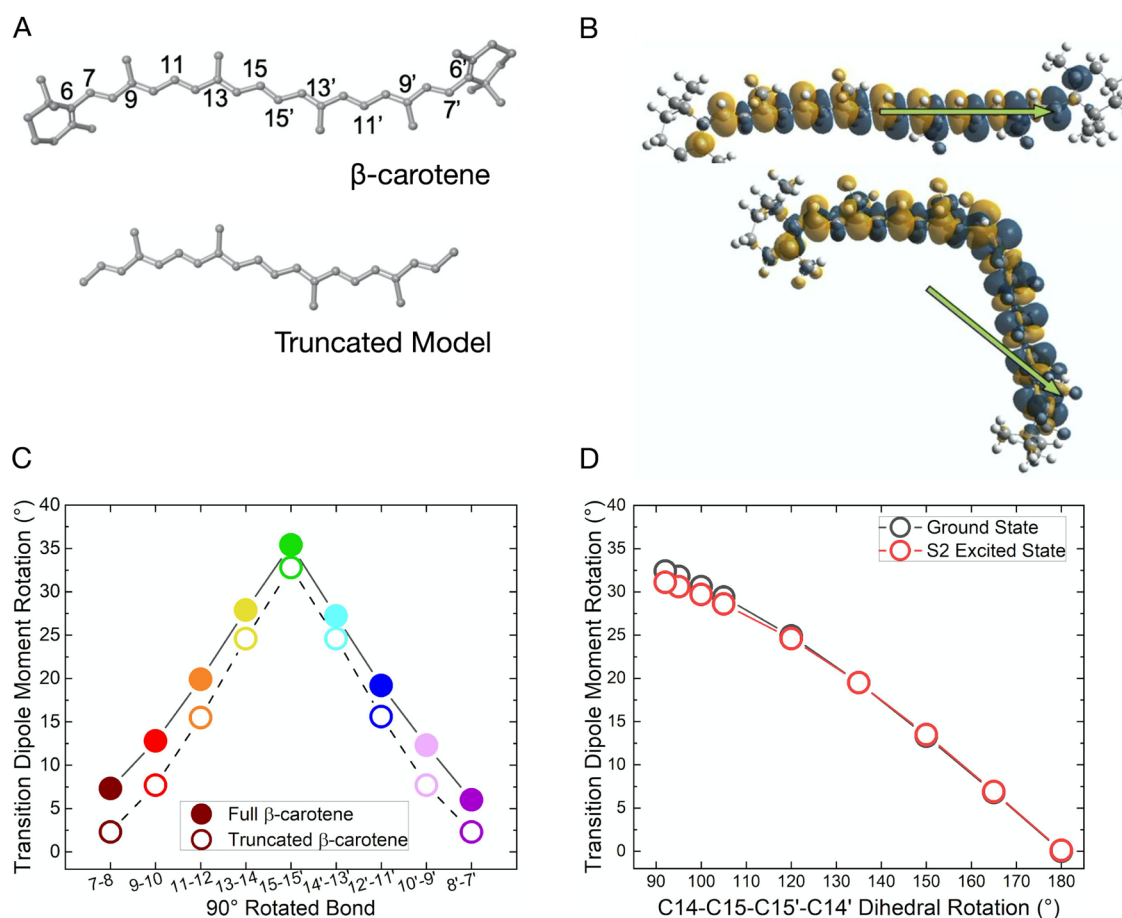 A
6
7
9
11
13
15
15'
13'
11'
9'
7'
6'
β-carotene
Truncated Model
B
C
Transition Dipole Moment Rotation (°)
40
35
30
25
20
15
10
5
0
Full β-carotene
Truncated β-carotene
7-8
9-10
11-12
13-14
15-15'
14'-13'
12'-11'
10'-9'
8'-7'
90° Rotated Bond
D
Transition Dipole Moment Rotation (°)
40
35
30
25
20
15
10
5
0
Ground State
S2 Excited State
90 100 110 120 130 140 150 160 170 180
C14-C15-C15'-C14' Dihedral Rotation (°)